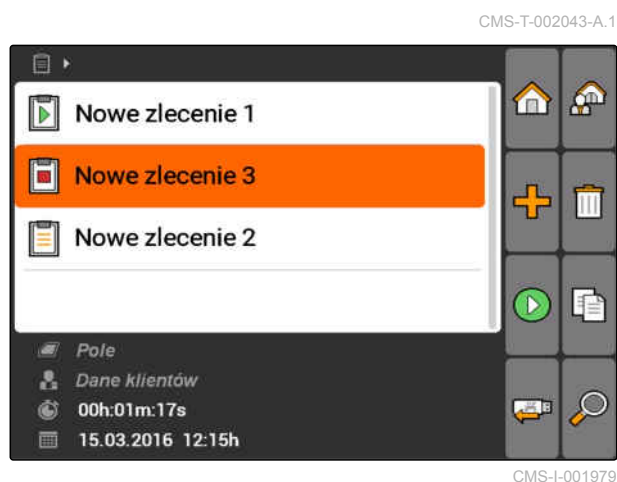 CMS-T-002043-A.1
Nowe zlecenie 1
Nowe zlecenie 3
Nowe zlecenie 2
Pole
Dane klientów
00h:01m:17s
15.03.2016 12:15h
CMS-I-001979